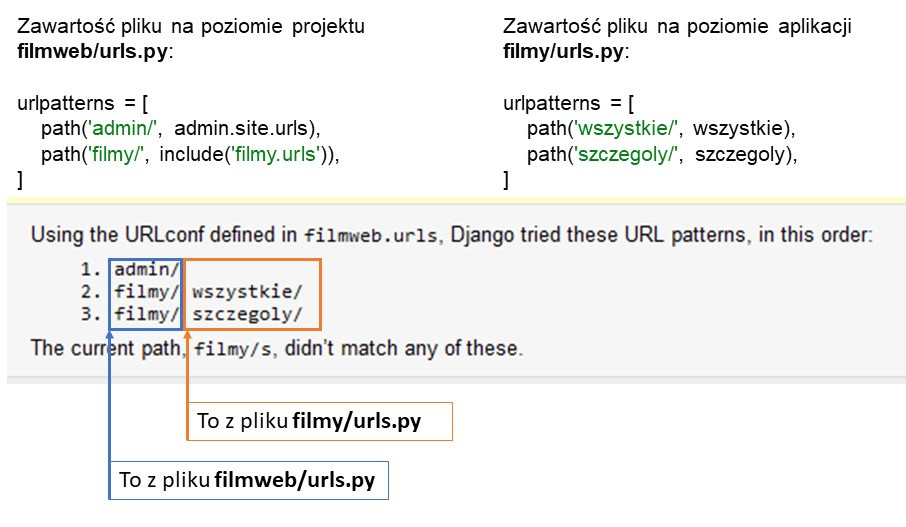 Zawartość pliku na poziomie projektu
filmweb/urls.py:
urlpatterns = [
path('admin/', admin.site.urls),
path('filmy/', include('filmy.urls')),
]
Zawartość pliku na poziomie aplikacji
filmy/urls.py:
urlpatterns = [
path('wszystkie/', wszystkie),
path('szczegoly/', szczegoly),
]
Using the URLconf defined in filmweb.urls, Django tried these URL patterns, in this order:
1. admin/
2. filmy/ wszystkie/
3. filmy/ szczegoly/
The current path, filmy/s, didn't match any of these.
To z pliku filmy/urls.py
To z pliku filmweb/urls.py